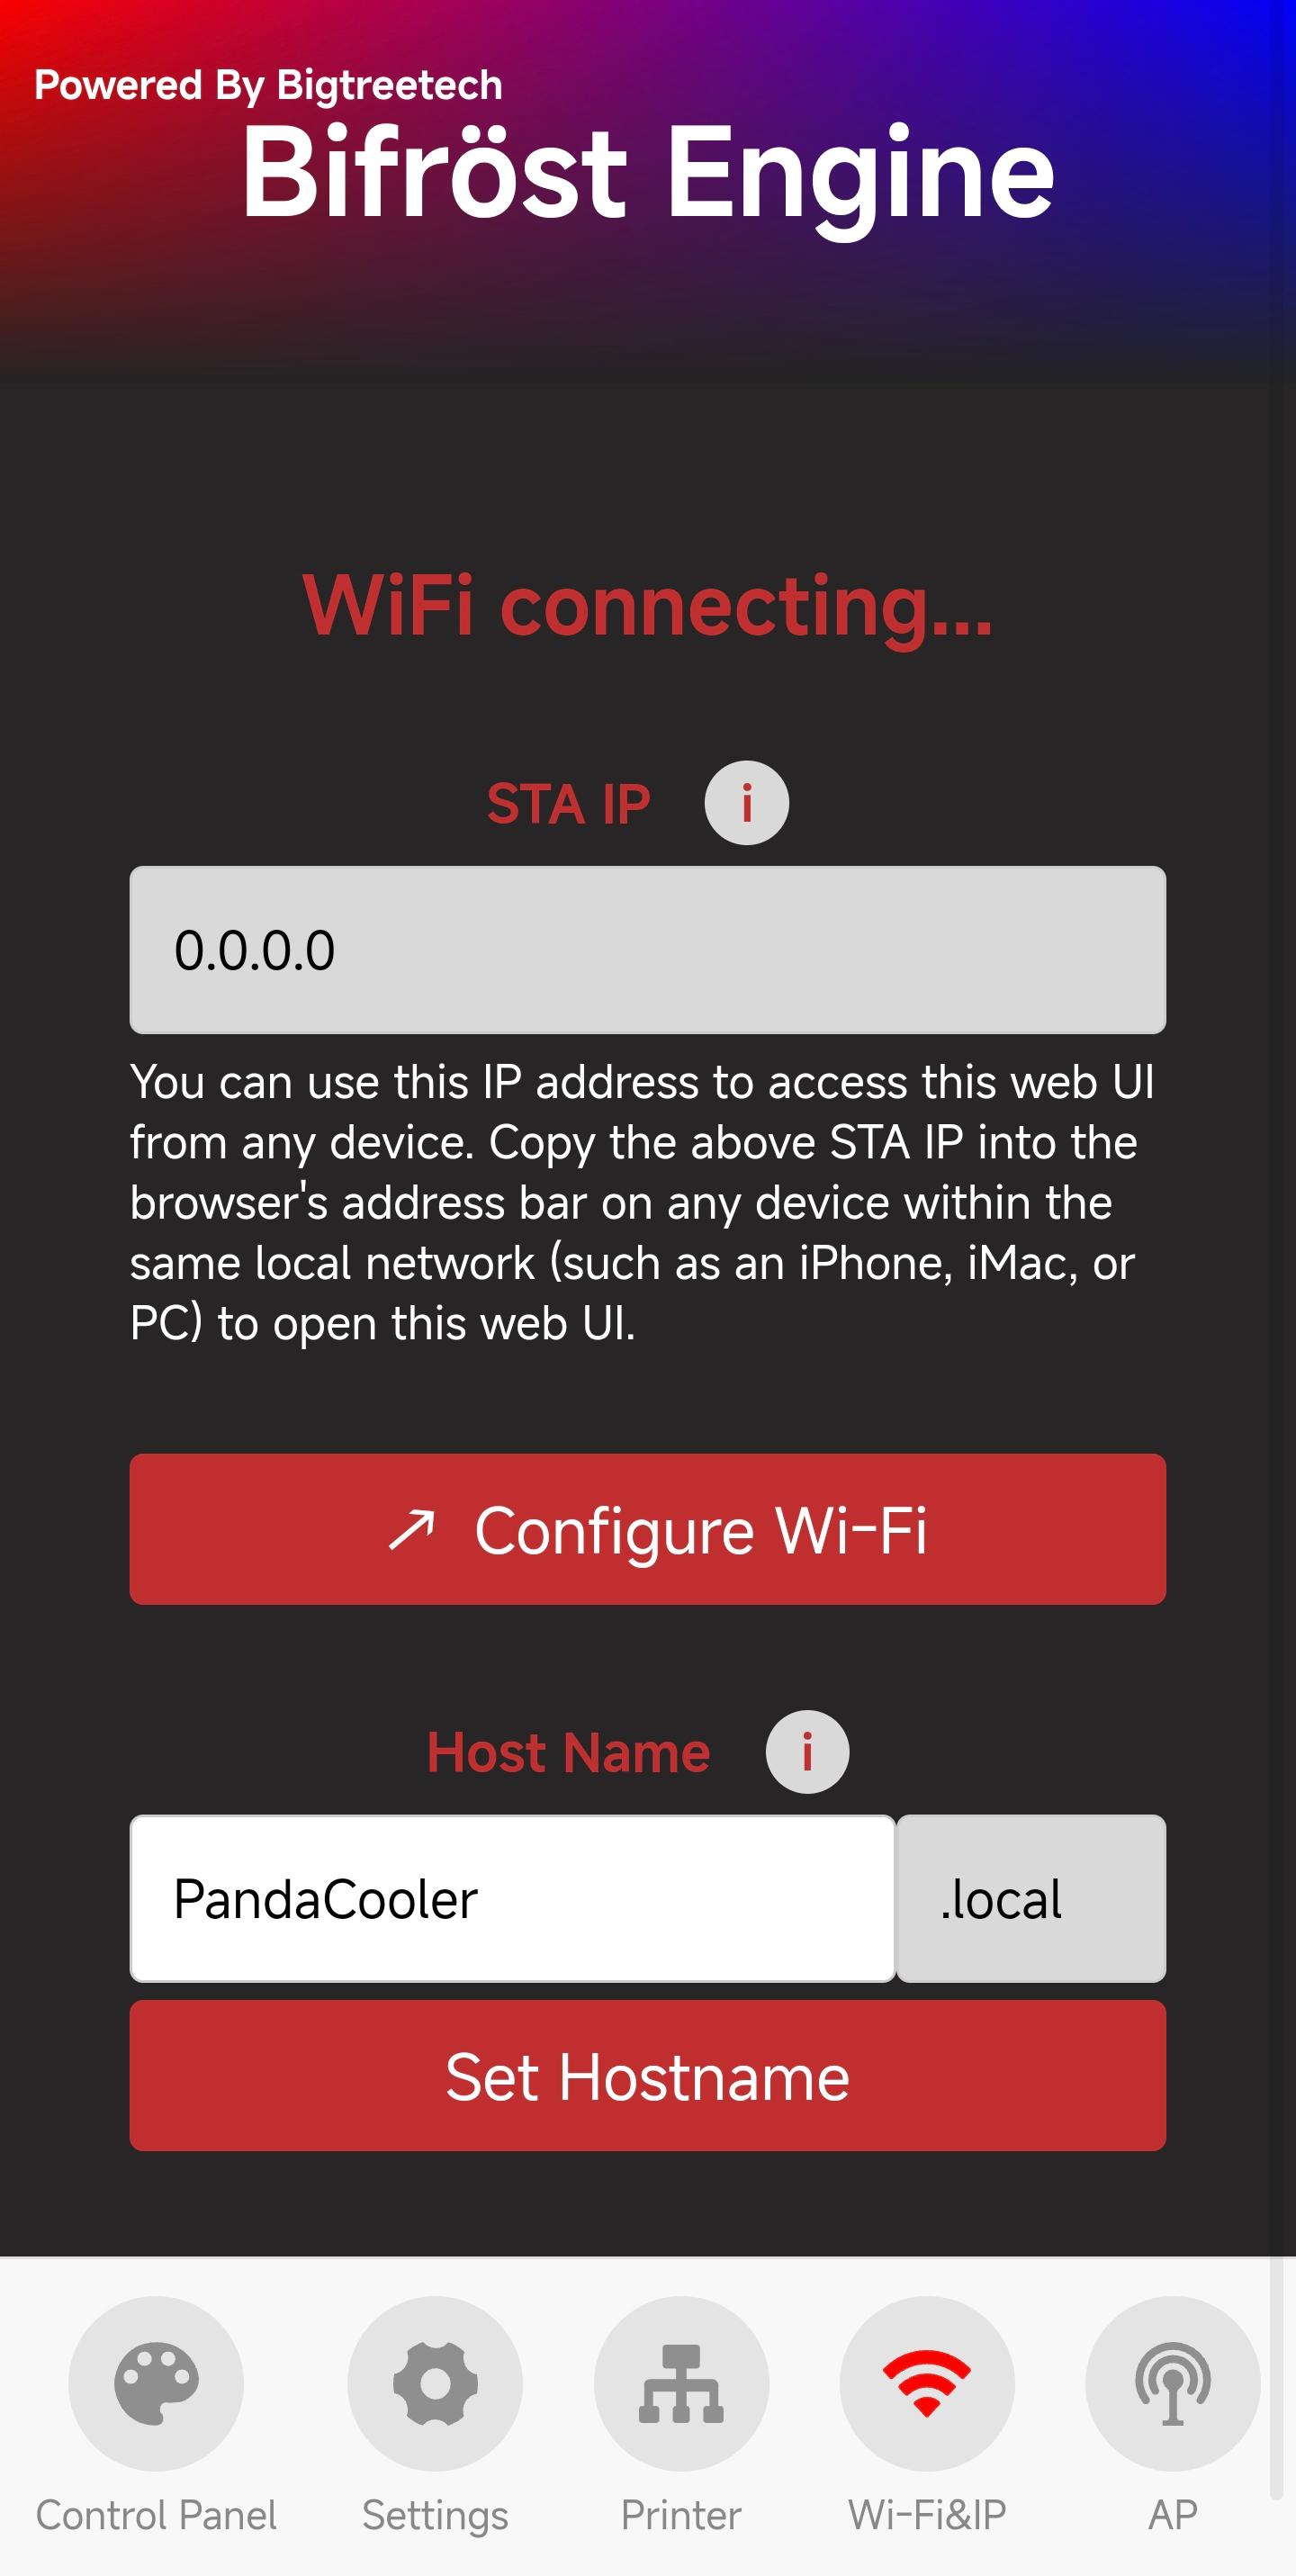 Powered By Bigtreetech
Bifröst Engine
WiFi connecting...
STA IP i
0.0.0.0
You can use this IP address to access this web UI
from any device. Copy the above STA IP into the
browser's address bar on any device within the
same local network (such as an iPhone, iMac, or
PC) to open this web UI.
↗ Configure Wi-Fi
Host Name i
PandaCooler .local
Set Hostname
Control Panel Settings Printer Wi-Fi&IP AP